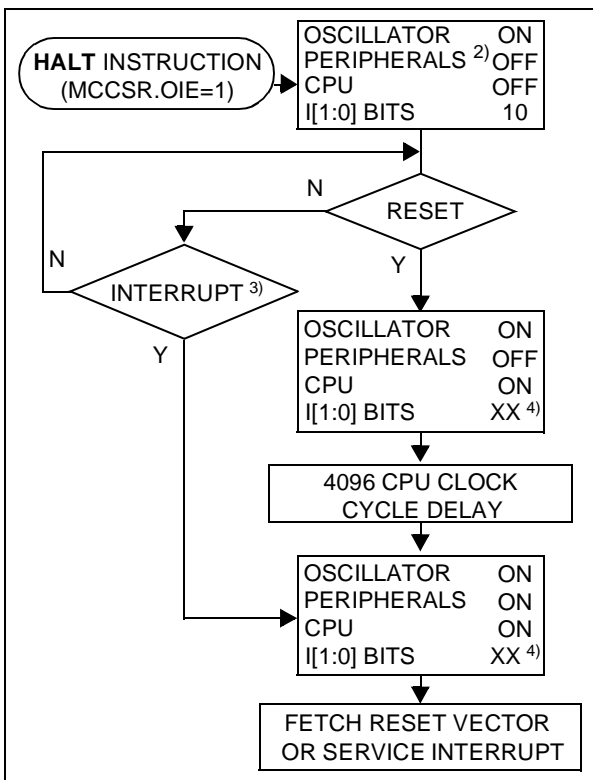 HALT INSTRUCTION
(MCCSR.OIE=1)
OSCILLATOR ON
PERIPHERALS 2) OFF
CPU OFF
I[1:0] BITS 10
RESET
N
Y
INTERRUPT 3)
N
Y
OSCILLATOR ON
PERIPHERALS OFF
CPU ON
I[1:0] BITS XX 4)
4096 CPU CLOCK
CYCLE DELAY
OSCILLATOR ON
PERIPHERALS ON
CPU ON
I[1:0] BITS XX 4)
FETCH RESET VECTOR
OR SERVICE INTERRUPT